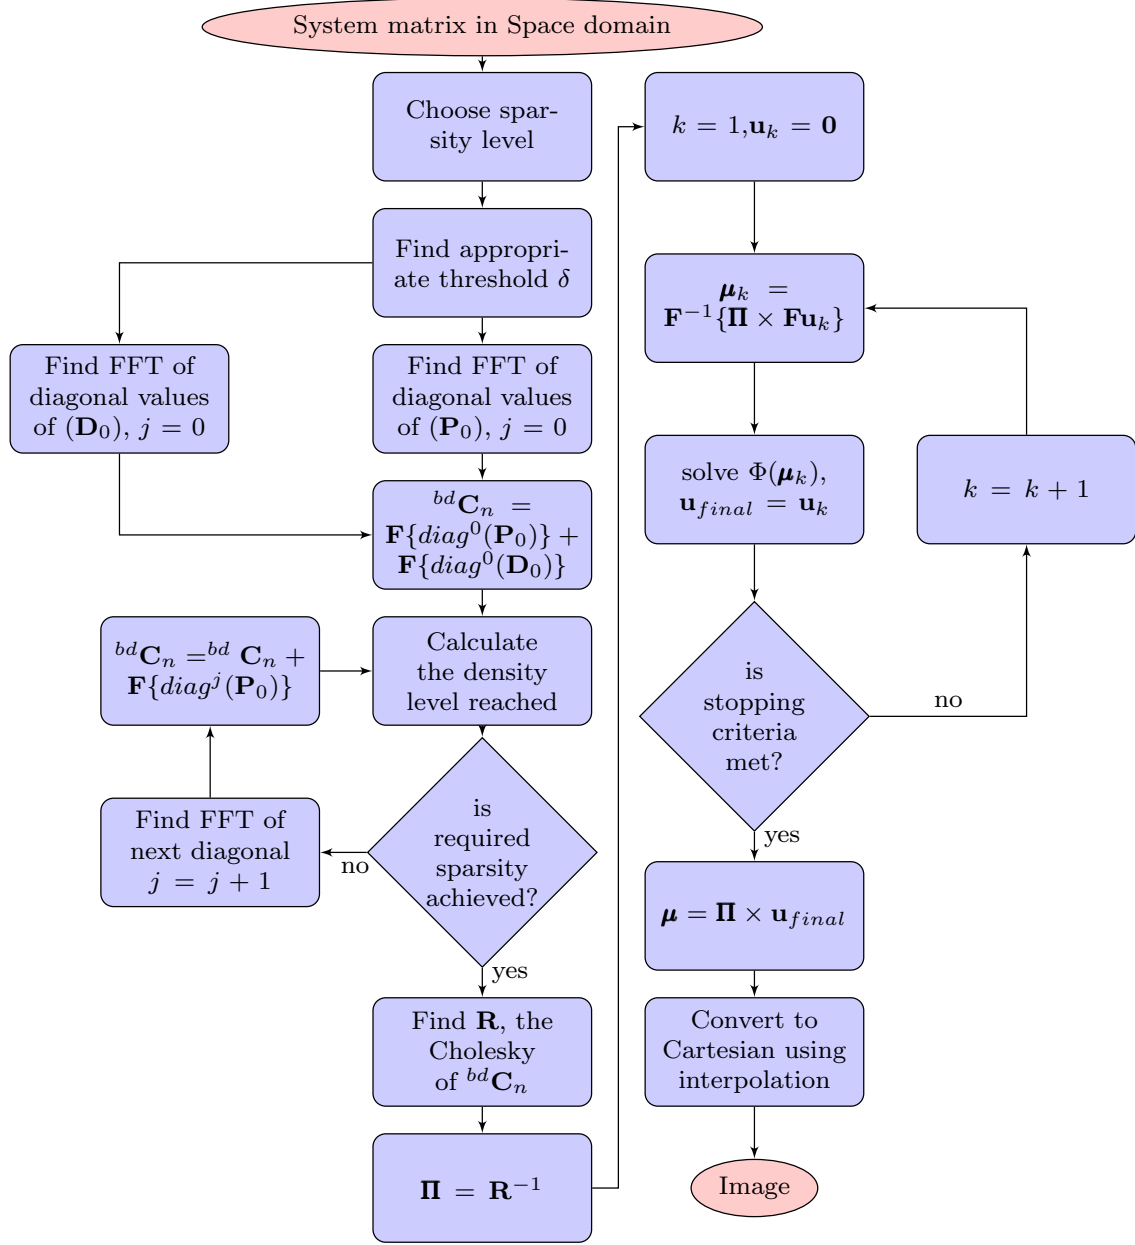 System matrix in Space domain
Choose spar-
sity level
Find appropri-
ate threshold δ
Find FFT of
diagonal values
of (𝐃₀), j = 0
Find FFT of
diagonal values
of (𝐏₀), j = 0
ᵇᵈ𝐂ₙ =
𝐅{diag⁰(𝐏₀)} +
𝐅{diag⁰(𝐃₀)}
ᵇᵈ𝐂ₙ =ᵇᵈ 𝐂ₙ +
𝐅{diagʲ(𝐏₀)}
Calculate
the density
level reached
Find FFT of
next diagonal
j = j + 1
no
is
required
sparsity
achieved?
yes
Find 𝐑, the
Cholesky
of ᵇᵈ𝐂ₙ
𝚷 = 𝐑⁻¹
k = 1,𝐮ₖ = 𝟎
𝝁ₖ =
𝐅⁻¹{𝚷 × 𝐅𝐮ₖ}
solve Φ(𝝁ₖ),
𝐮_{final} = 𝐮ₖ
k = k + 1
is
stopping
criteria
met?
no
yes
𝝁 = 𝚷 × 𝐮_{final}
Convert to
Cartesian using
interpolation
Image